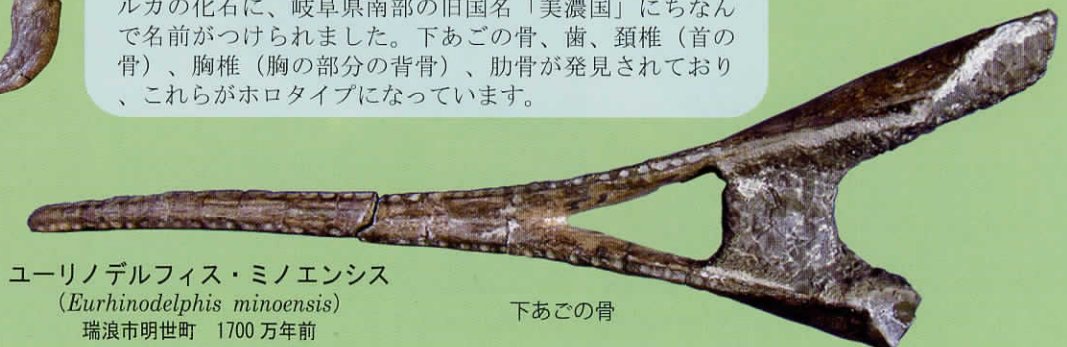 ルカの化石に、岐阜県南部の旧国名「美濃国」にちなん
で名前がつけられました。下あごの骨、歯、頚椎（首の
骨）、胸椎（胸の部分の背骨）、肋骨が発見されており
、これらがホロタイプになっています。
ユーリノデルフィス・ミノエンシス
(Eurhinodelphis minoensis)
瑞浪市明世町　1700 万年前
下あごの骨